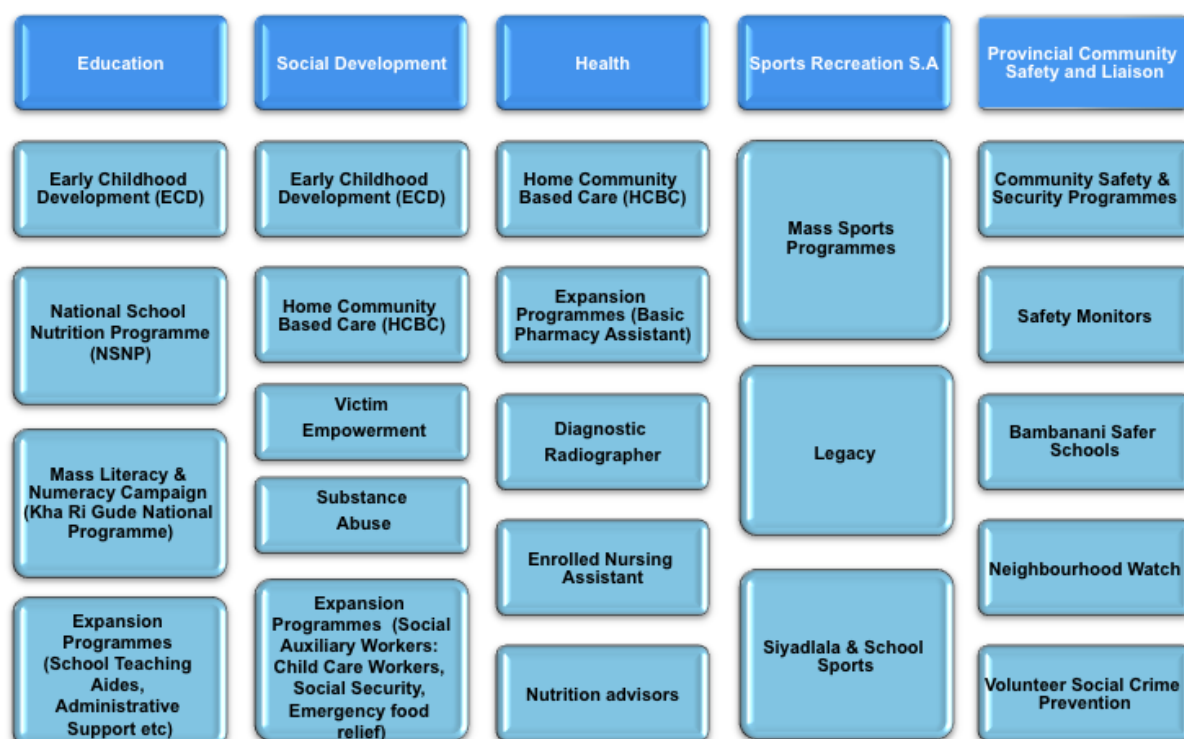 Education
Social Development
Health
Sports Recreation S.A
Provincial Community
Safety and Liaison
Early Childhood
Development (ECD)
National School
Nutrition Programme
(NSNP)
Mass Literacy &
Numeracy Campaign
(Kha Ri Gude National
Programme)
Expansion
Programmes
(School Teaching
Aides,
Administrative
Support etc)
Early Childhood
Development (ECD)
Home Community
Based Care (HCBC)
Victim
Empowerment
Substance
Abuse
Expansion
Programmes (Social
Auxiliary Workers:
Child Care Workers,
Social Security,
Emergency food
relief)
Home Community
Based Care (HCBC)
Expansion
Programmes (Basic
Pharmacy Assistant)
Diagnostic
Radiographer
Enrolled Nursing
Assistant
Nutrition advisors
Mass Sports
Programmes
Legacy
Siyadlala & School
Sports
Community Safety &
Security Programmes
Safety Monitors
Bambanani Safer
Schools
Neighbourhood Watch
Volunteer Social Crime
Prevention